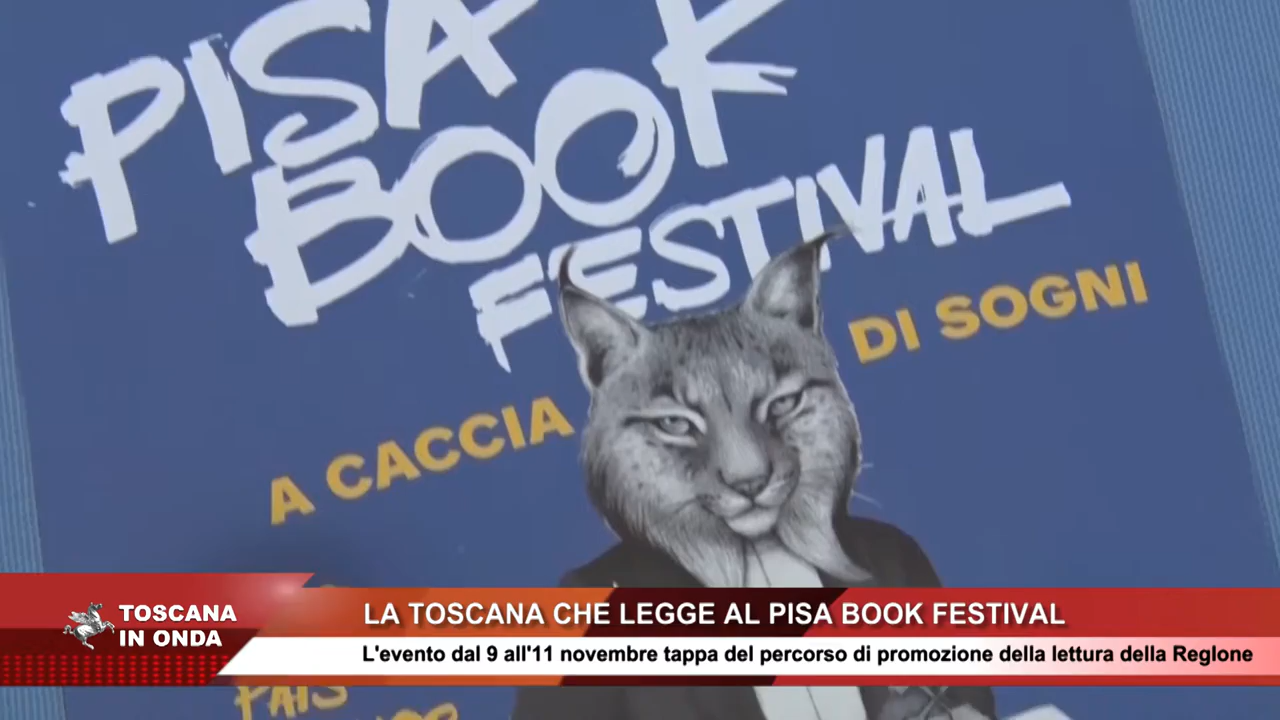 PISA
BOOK
FESTIVAL
A CACCIA DI SOGNI
TOSCANA
IN ONDA
LA TOSCANA CHE LEGGE AL PISA BOOK FESTIVAL
L'evento dal 9 all'11 novembre tappa del percorso di promozione della lettura della Regione